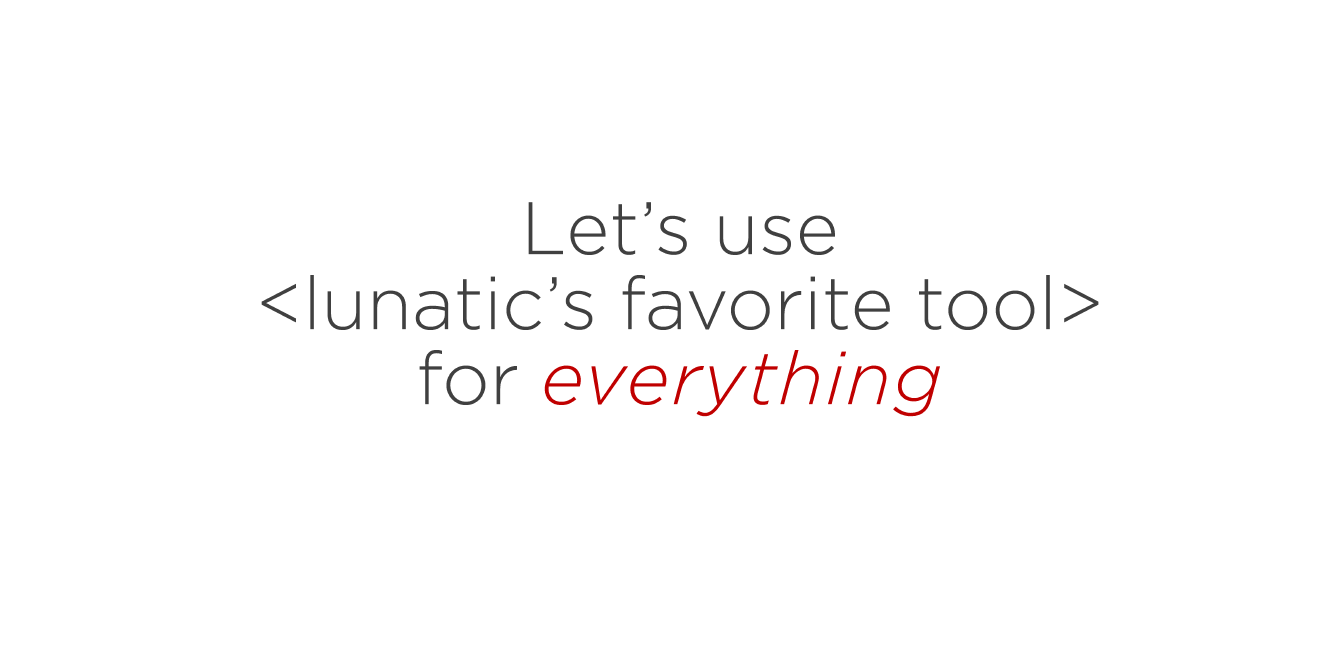 Let’s use
<lunatic’s favorite tool>
for everything